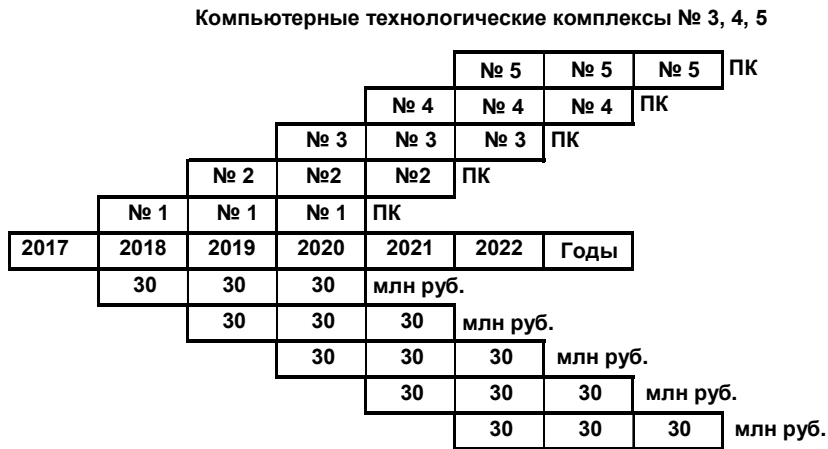 Компьютерные технологические комплексы № 3, 4, 5
№ 5 № 5 № 5 ПК
№ 4 № 4 № 4 ПК
№ 3 № 3 № 3 ПК
№ 2 №2 №2 ПК
№ 1 № 1 № 1 ПК
2017 2018 2019 2020 2021 2022 Годы
30 30 30 млн руб.
30 30 30 млн руб.
30 30 30 млн руб.
30 30 30 млн руб.
30 30 30 млн руб.